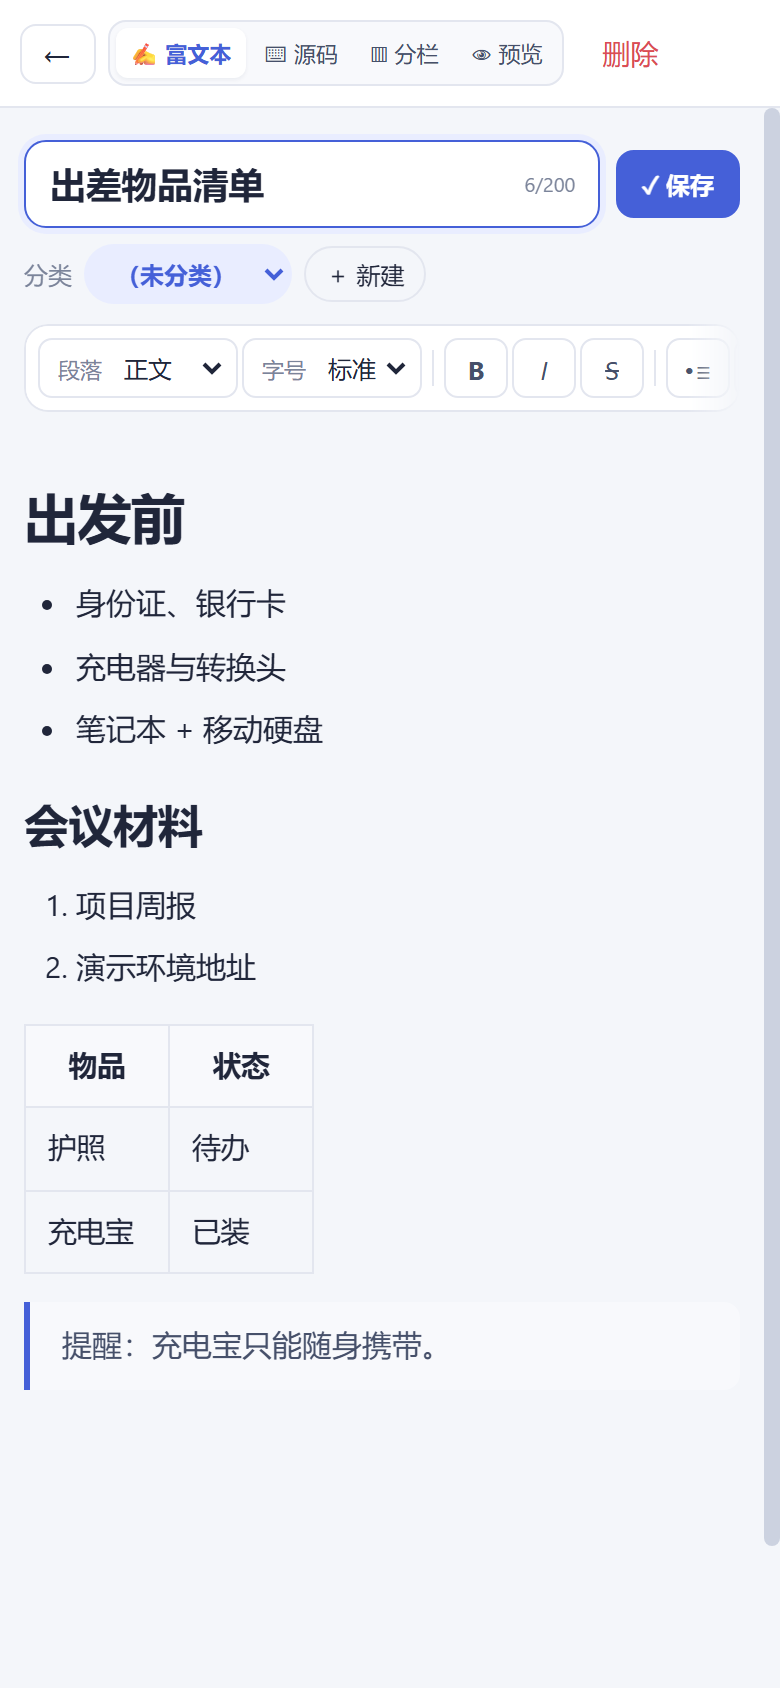 ← ✍ 富文本 ⌨ 源码 ▥ 分栏 👁 预览 删除
出差物品清单 6/200 ✓ 保存
分类 （未分类） + 新建
段落 正文 字号 标准 B I S •≡
出发前
• 身份证、银行卡
• 充电器与转换头
• 笔记本 + 移动硬盘
会议材料
1. 项目周报
2. 演示环境地址
物品 状态
护照 待办
充电宝 已装
提醒：充电宝只能随身携带。